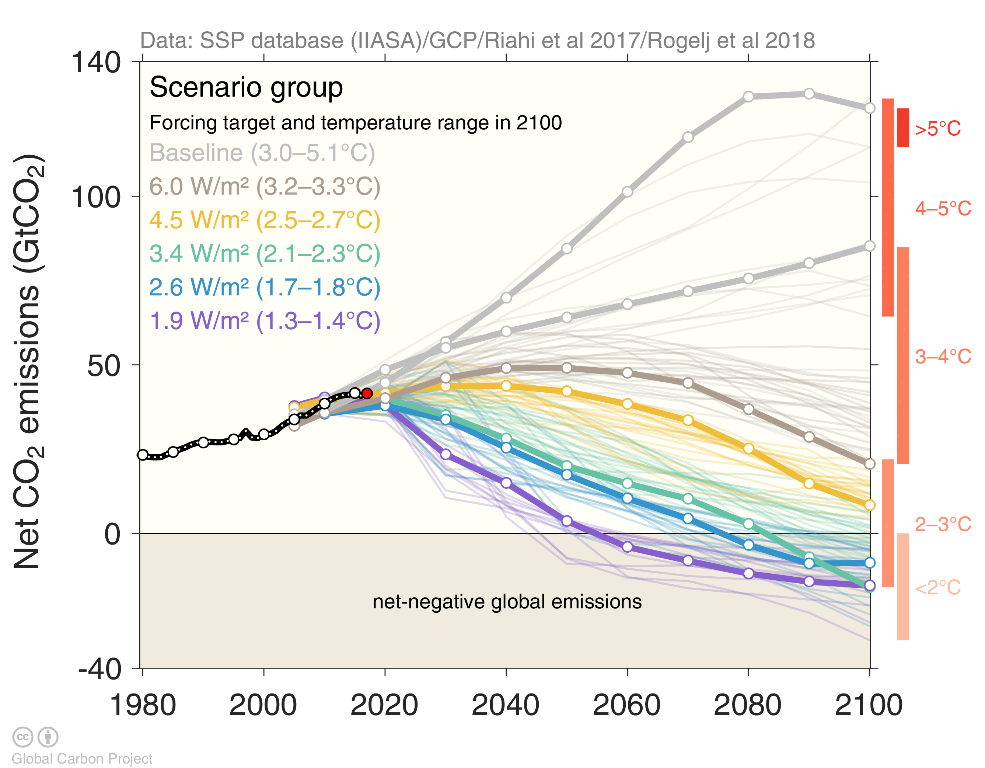 Data: SSP database (IIASA)/GCP/Riahi et al 2017/Rogelj et al 2018
140
100
50
0
-40
Net CO₂ emissions (GtCO₂)
Scenario group
Forcing target and temperature range in 2100
Baseline (3.0–5.1°C)
6.0 W/m² (3.2–3.3°C)
4.5 W/m² (2.5–2.7°C)
3.4 W/m² (2.1–2.3°C)
2.6 W/m² (1.7–1.8°C)
1.9 W/m² (1.3–1.4°C)
>5°C
4–5°C
3–4°C
2–3°C
<2°C
net-negative global emissions
1980 2000 2020 2040 2060 2080 2100
cc
Global Carbon Project